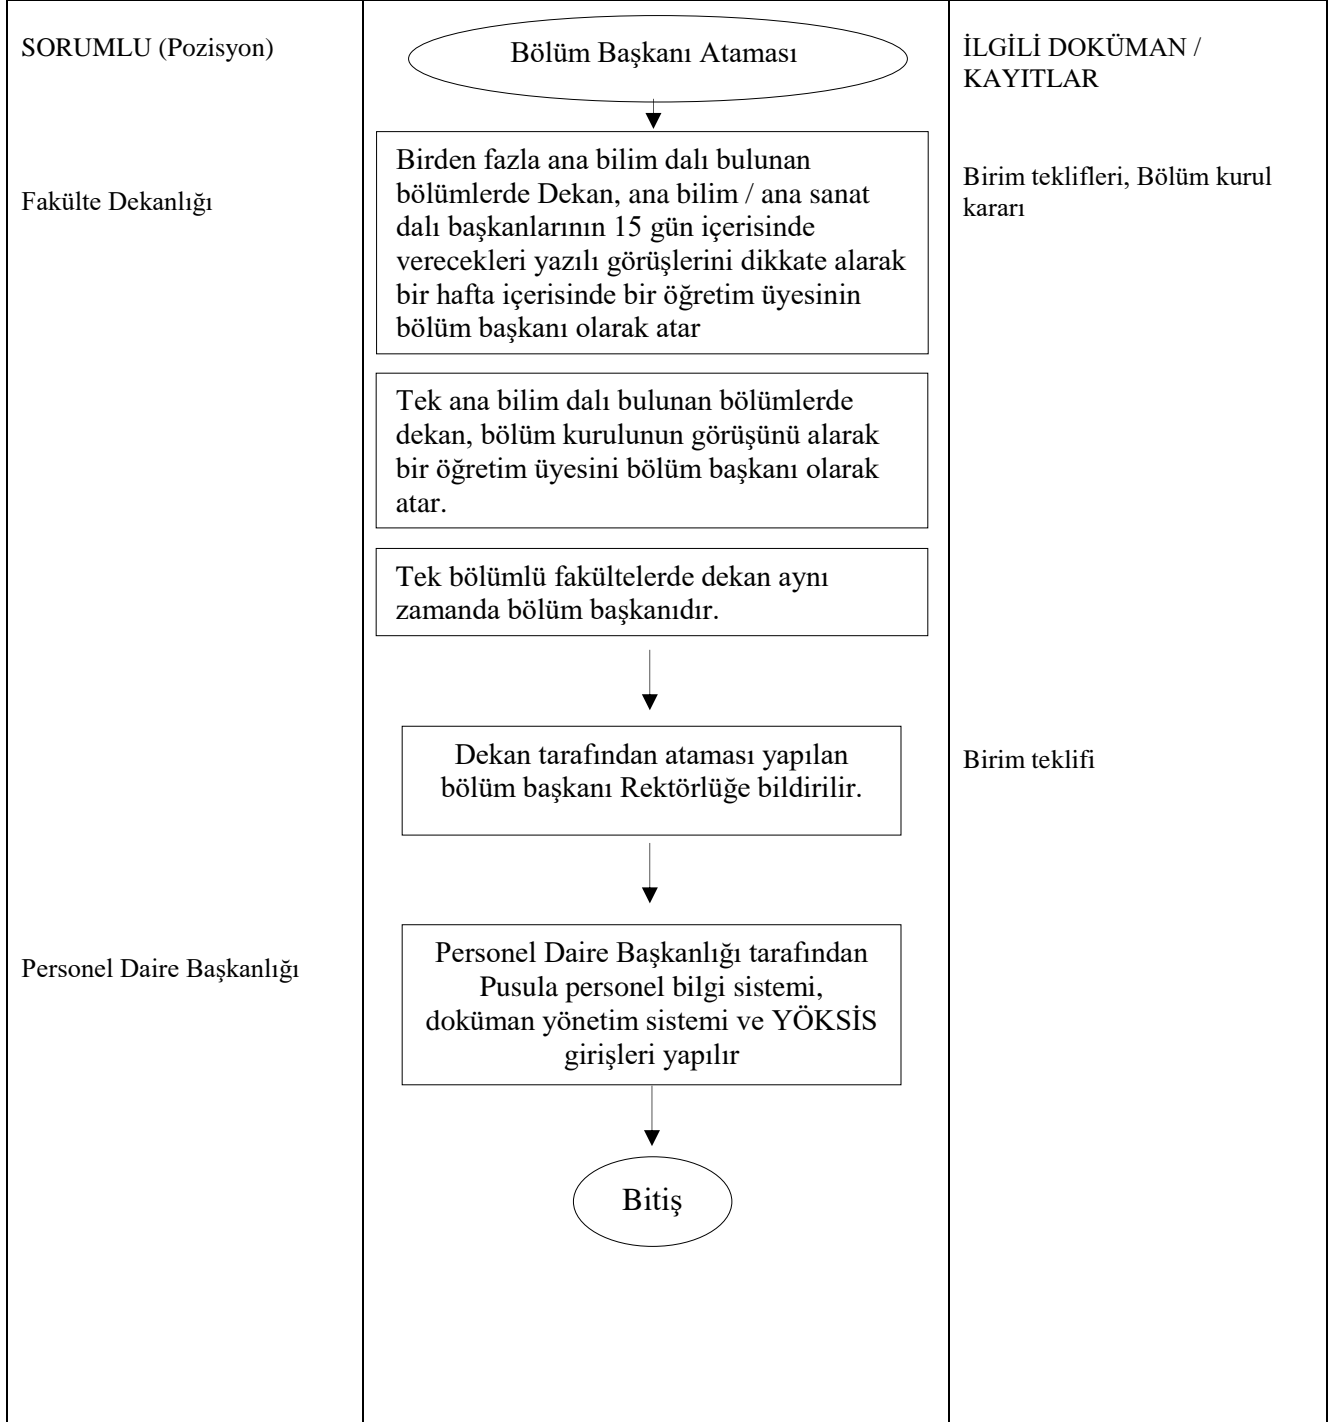 SORUMLU (Pozisyon)
Bölüm Başkanı Ataması
İLGİLİ DOKÜMAN /
KAYITLAR
Fakülte Dekanlığı
Birden fazla ana bilim dalı bulunan
bölümlerde Dekan, ana bilim / ana sanat
dalı başkanlarının 15 gün içerisinde
verecekleri yazılı görüşlerini dikkate alarak
bir hafta içerisinde bir öğretim üyesinin
bölüm başkanı olarak atar
Birim teklifleri, Bölüm kurul
kararı
Tek ana bilim dalı bulunan bölümlerde
dekan, bölüm kurulunun görüşünü alarak
bir öğretim üyesini bölüm başkanı olarak
atar.
Tek bölümlü fakültelerde dekan aynı
zamanda bölüm başkanıdır.
Dekan tarafından ataması yapılan
bölüm başkanı Rektörlüğe bildirilir.
Birim teklifi
Personel Daire Başkanlığı
Personel Daire Başkanlığı tarafından
Pusula personel bilgi sistemi,
doküman yönetim sistemi ve YÖKSİS
girişleri yapılır
Bitiş